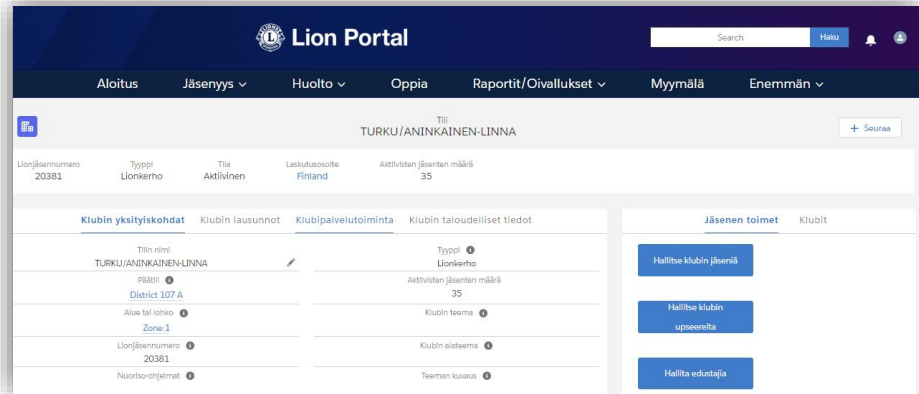 Lion Portal
Search Haku
Aloitus Jäsenyys Huolto Oppia Raportit/Oivallukset Myymälä Enemmän
Tili
TURKU/ANINKAINEN-LINNA
+ Seuraa
Lionjäsennumero Tyyppi Tila Laskutusosoite Aktiivisten jäsenten määrä
20381 Lionkerho Aktiivinen Finland 35
Klubin yksityiskohdat Klubin lausunnot Klubipalvelutoiminta Klubin taloudelliset tiedot
Jäsenen toimet Klubit
Tilin nimi
TURKU/ANINKAINEN-LINNA
Tyyppi
Lionkerho
Päätili
District 107 A
Aktiivisten jäsenten määrä
35
Alue tai lohko
Zone:1
Klubin teema
Lionjäsennumero
20381
Klubin alateema
Nuoriso-ohjelmat
Teeman kuvaus
Hallitse klubin jäseniä
Hallitse klubin
upseereita
Hallita edustajia